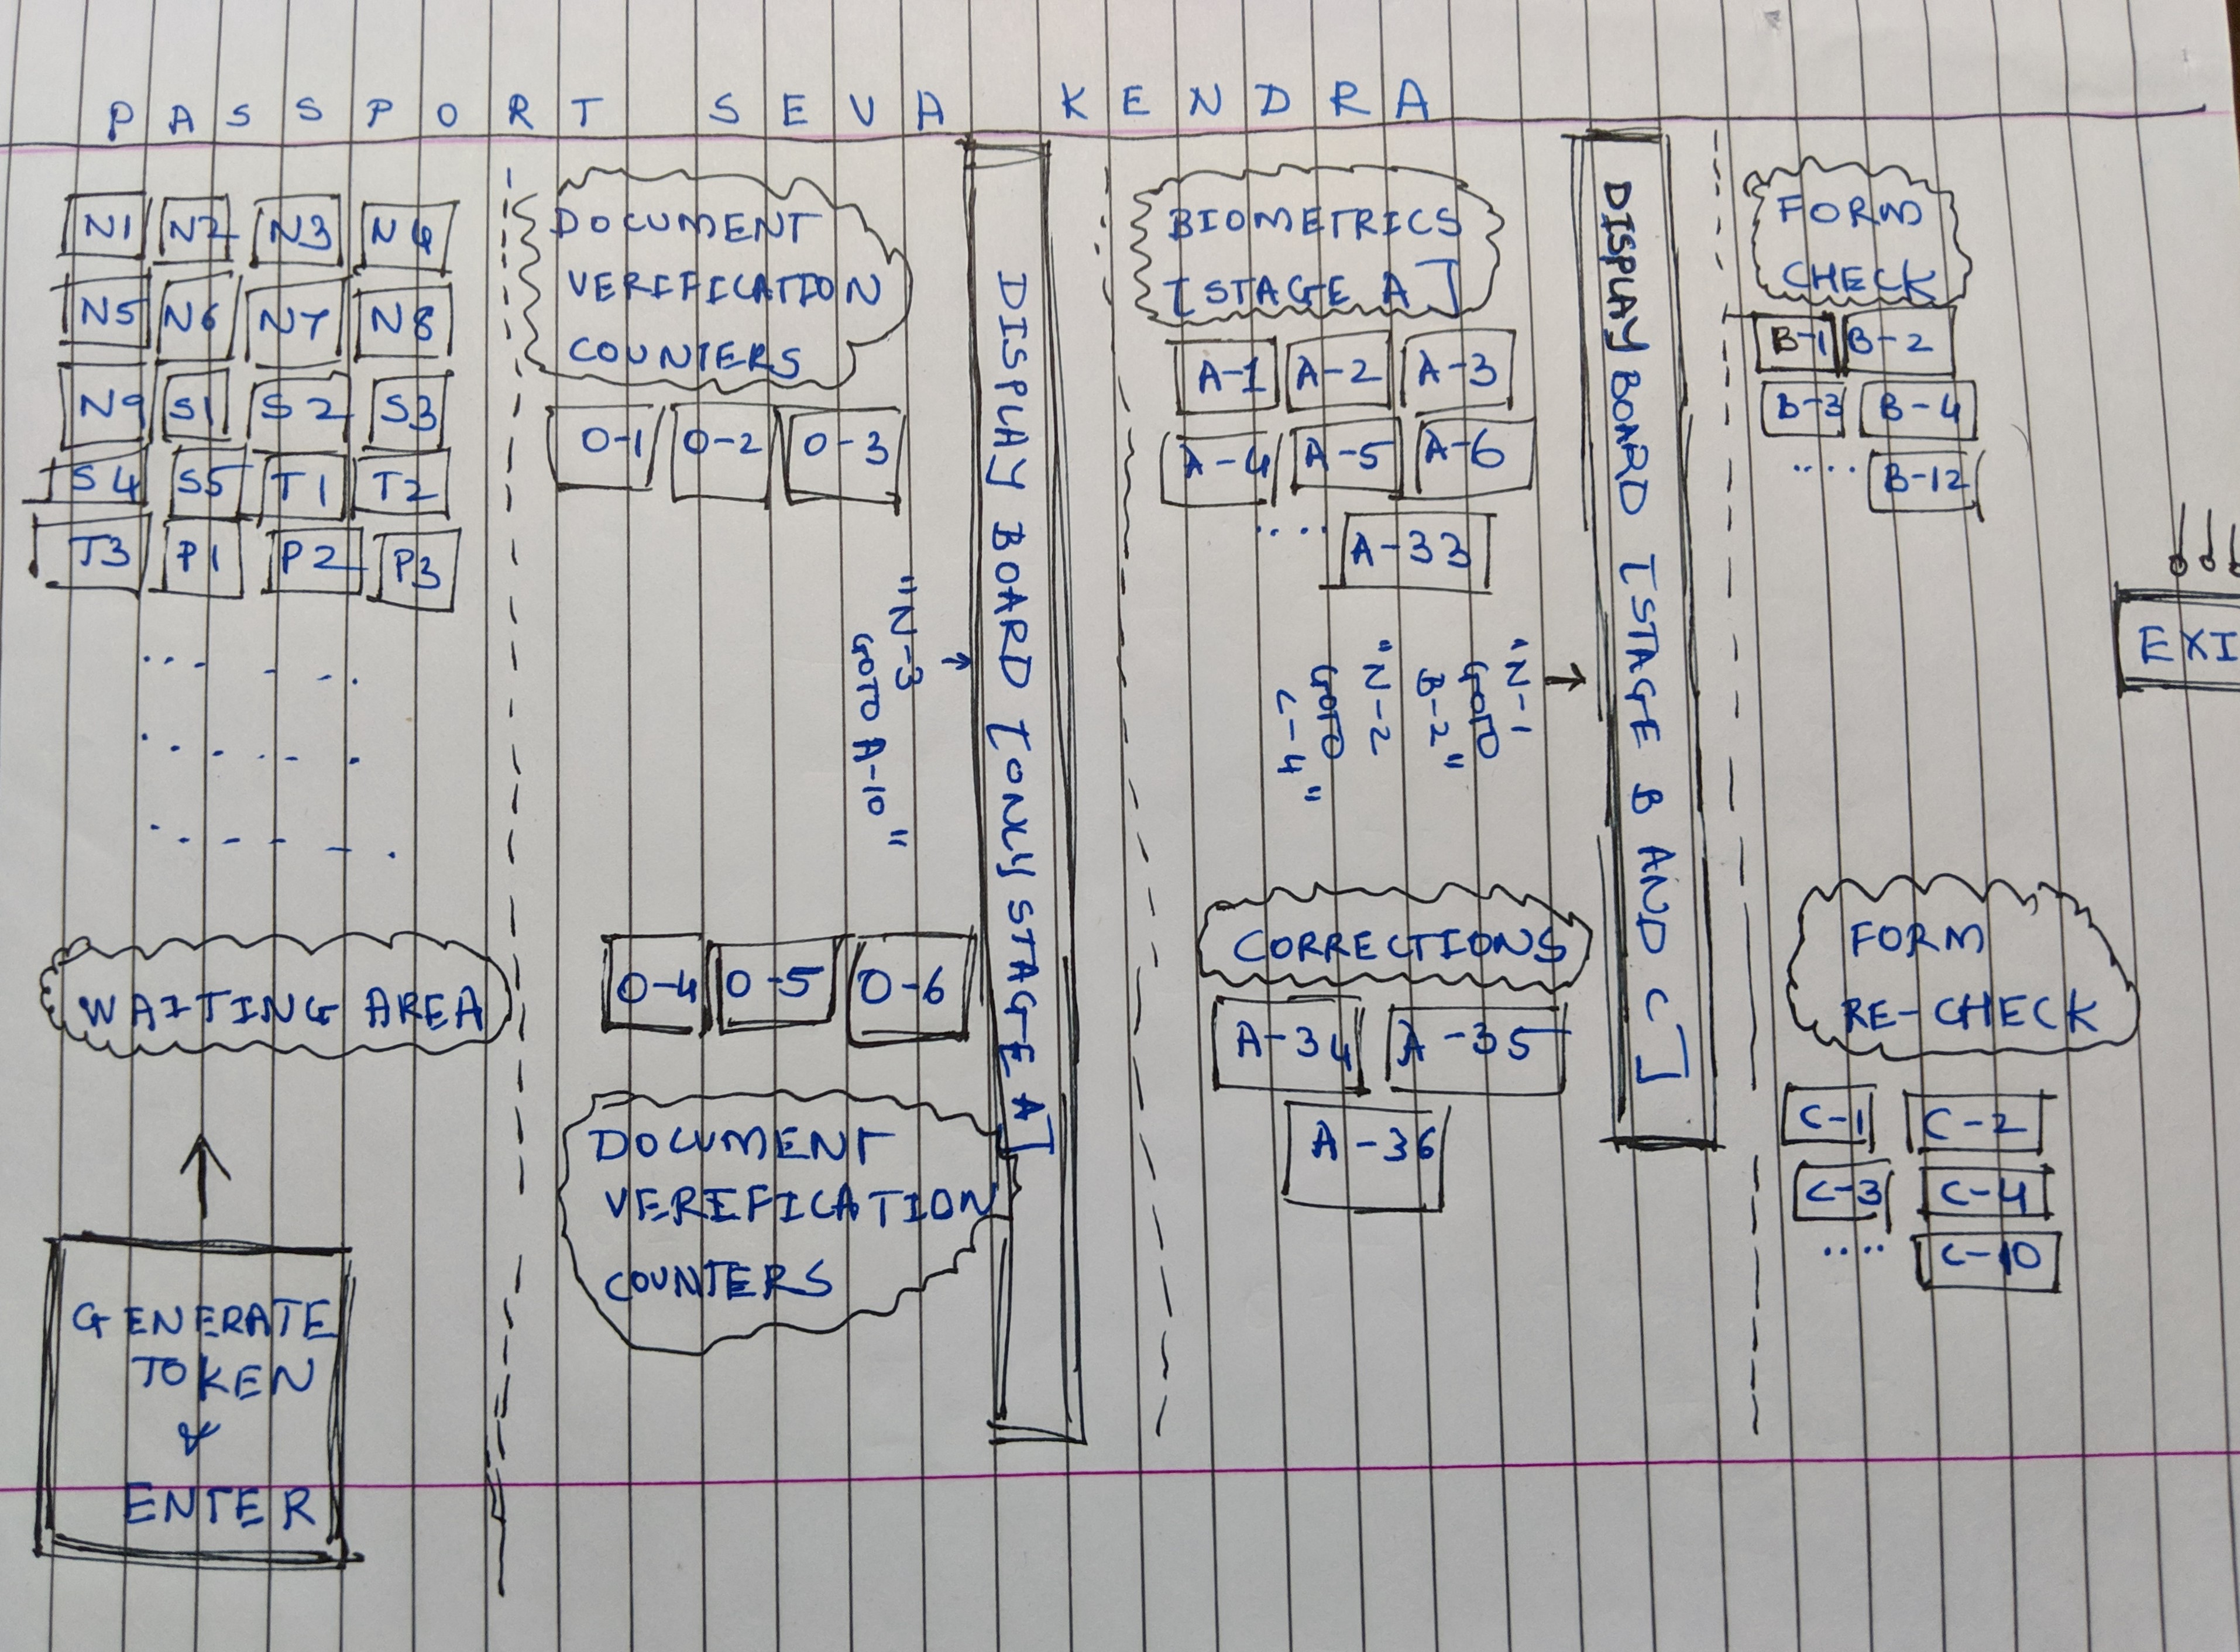 PASSPORT SEVA KENDRA
N1 N2 N3 N4
N5 N6 N7 N8
N9 S1 S2 S3
S4 S5 T1 T2
T3 P1 P2 P3
... - - -.
. . . - .
. - - - - .
WAITING AREA
GENERATE
TOKEN
&
ENTER
DOCUMENT
VERIFICATION
COUNTERS
O-1 O-2 O-3
"N-3
GOTO A-10"
O-4 O-5 O-6
DOCUMENT
VERIFICATION
COUNTERS
DISPLAY BOARD [ONLY STAGE A]
BIOMETRICS
[STAGE A]
A-1 A-2 A-3
A-4 A-5 A-6
.... A-33
"N-1
GOTO
B-2"
"N-2
GOTO
C-4"
CORRECTIONS
A-34 A-35
A-36
DISPLAY BOARD [STAGE B AND C]
FORM
CHECK
B-1 B-2
B-3 B-4
.... B-12
FORM
RE-CHECK
C-1 C-2
C-3 C-4
.... C-10
EXI